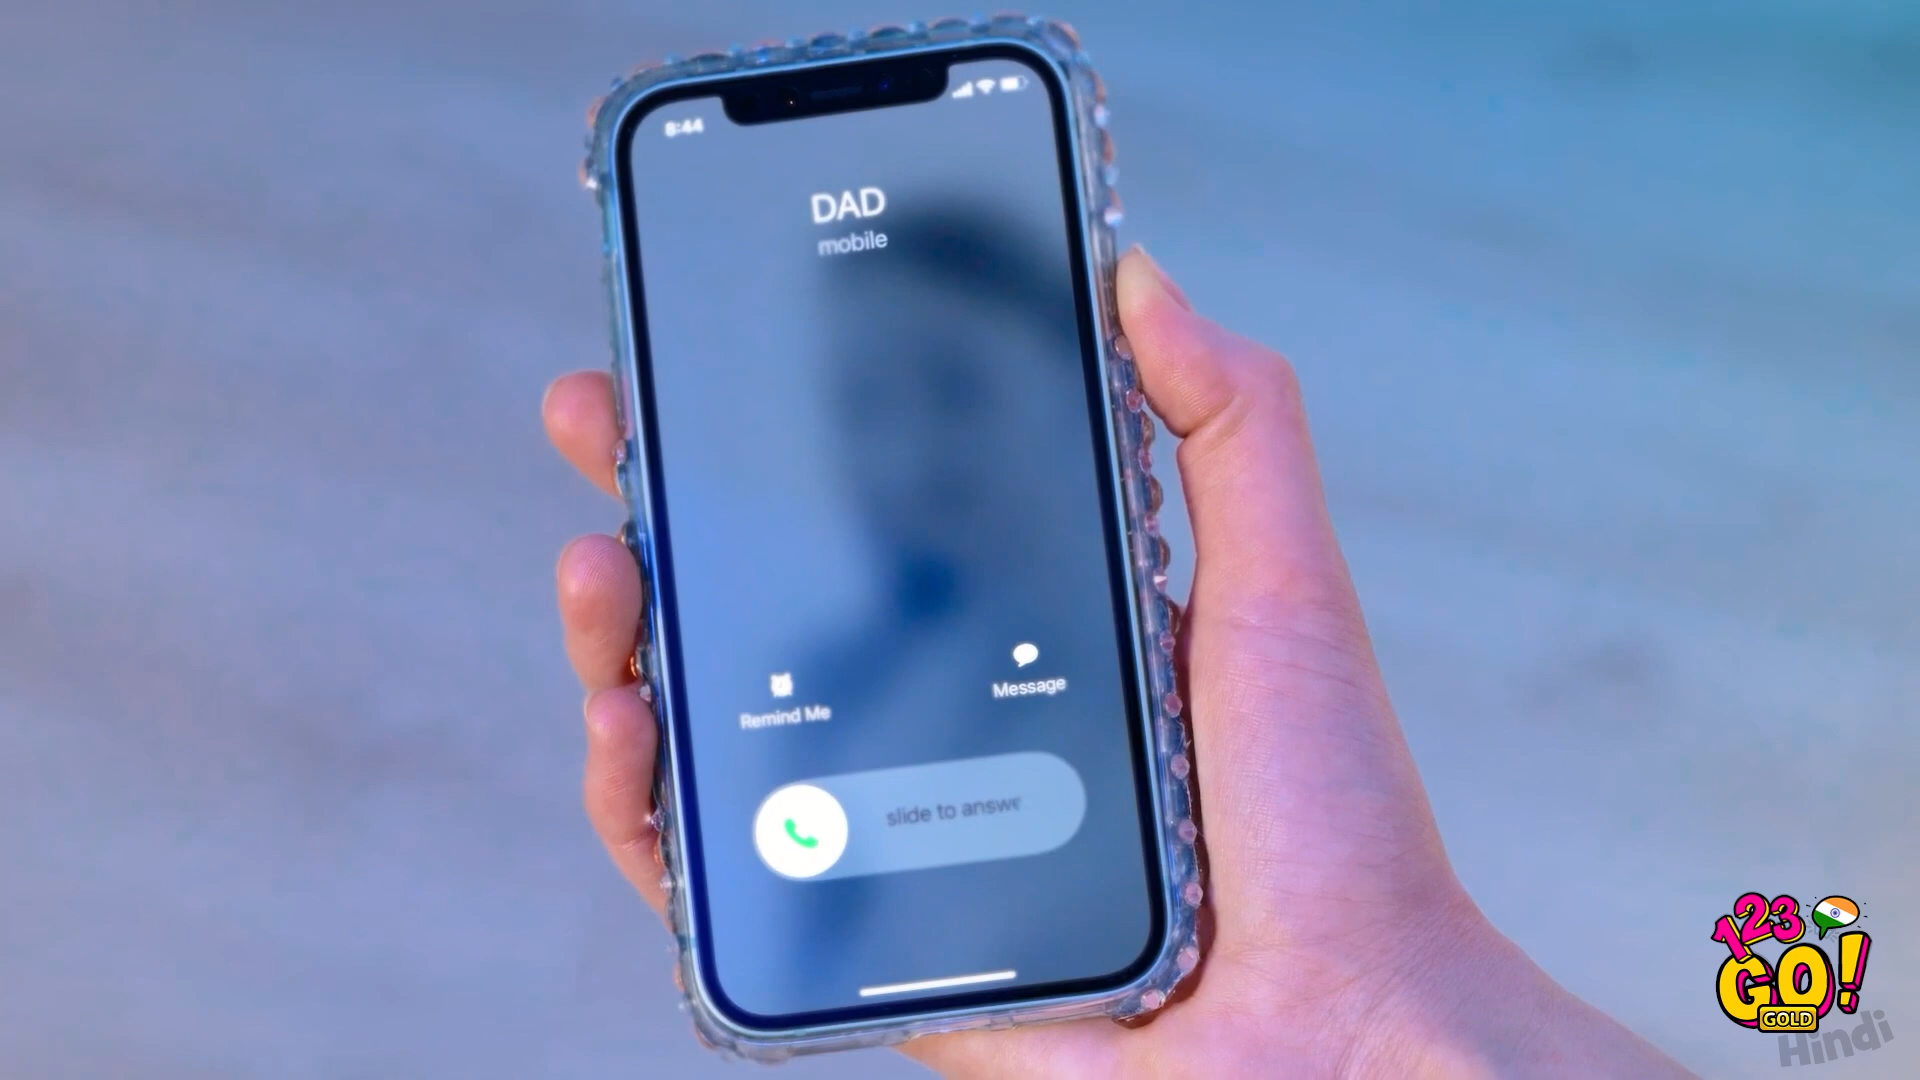 8:44
DAD
mobile
Remind Me
Message
slide to answe
123
GO!
GOLD
Hindi